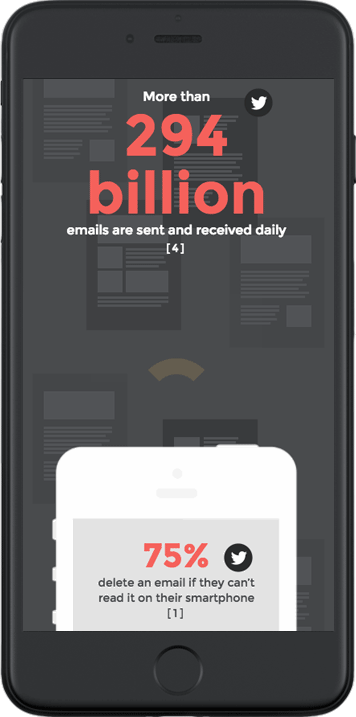 More than
294
billion
emails are sent and received daily
[4]
75%
delete an email if they can't
read it on their smartphone
[1]